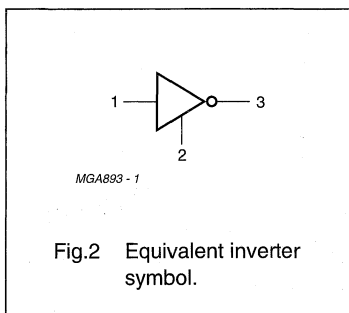 1
3
2
MGA893 - 1
Fig.2 Equivalent inverter
symbol.